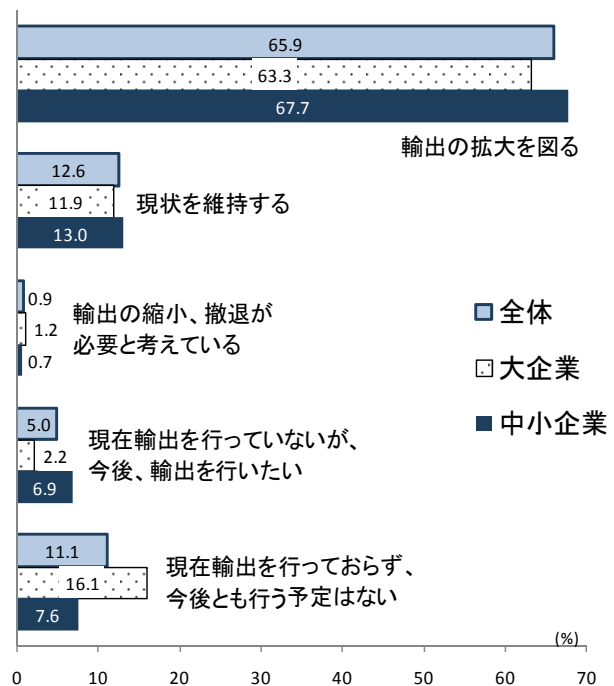 65.9
63.3
67.7
輸出の拡大を図る
12.6
11.9
現状を維持する
13.0
0.9
1.2
0.7
輸出の縮小、撤退が
必要と考えている
全体
大企業
中小企業
5.0
2.2
6.9
現在輸出を行っていないが、
今後、輸出を行いたい
11.1
16.1
7.6
現在輸出を行っておらず、
今後とも行う予定はない
(%)
0 10 20 30 40 50 60 70